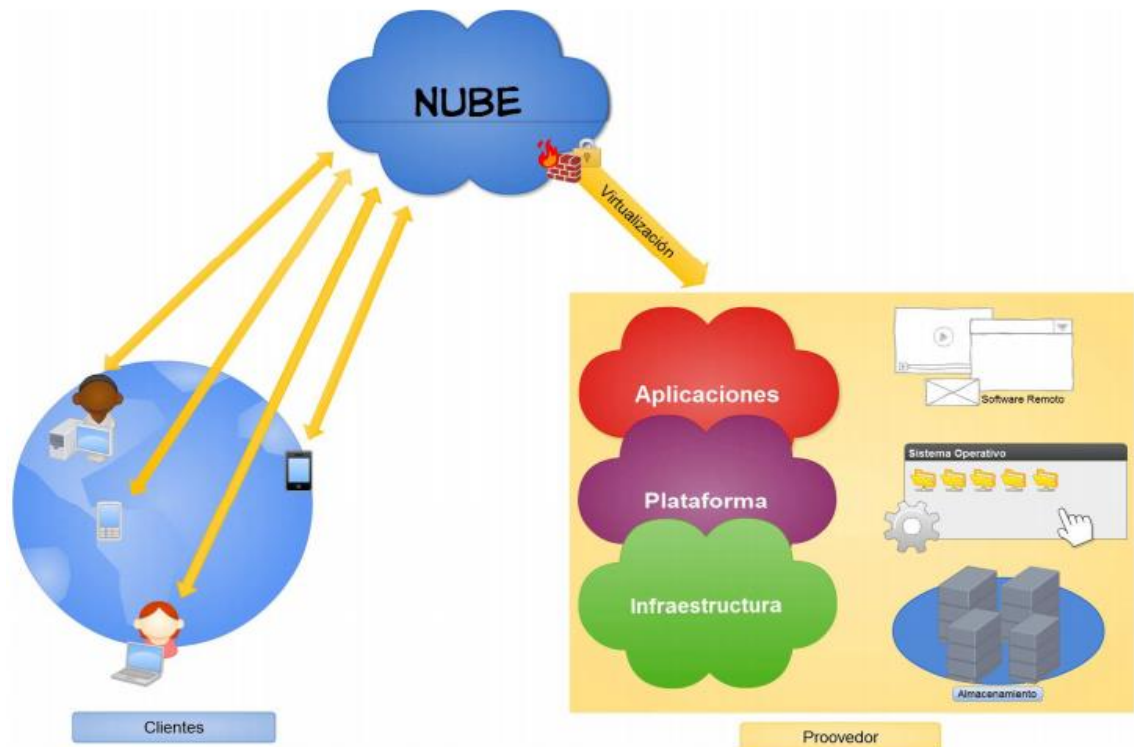 NUBE
Virtualización
Aplicaciones
Software Remoto
Sistema Operativo
Plataforma
Infraestructura
Almacenamiento
Clientes
Proovedor